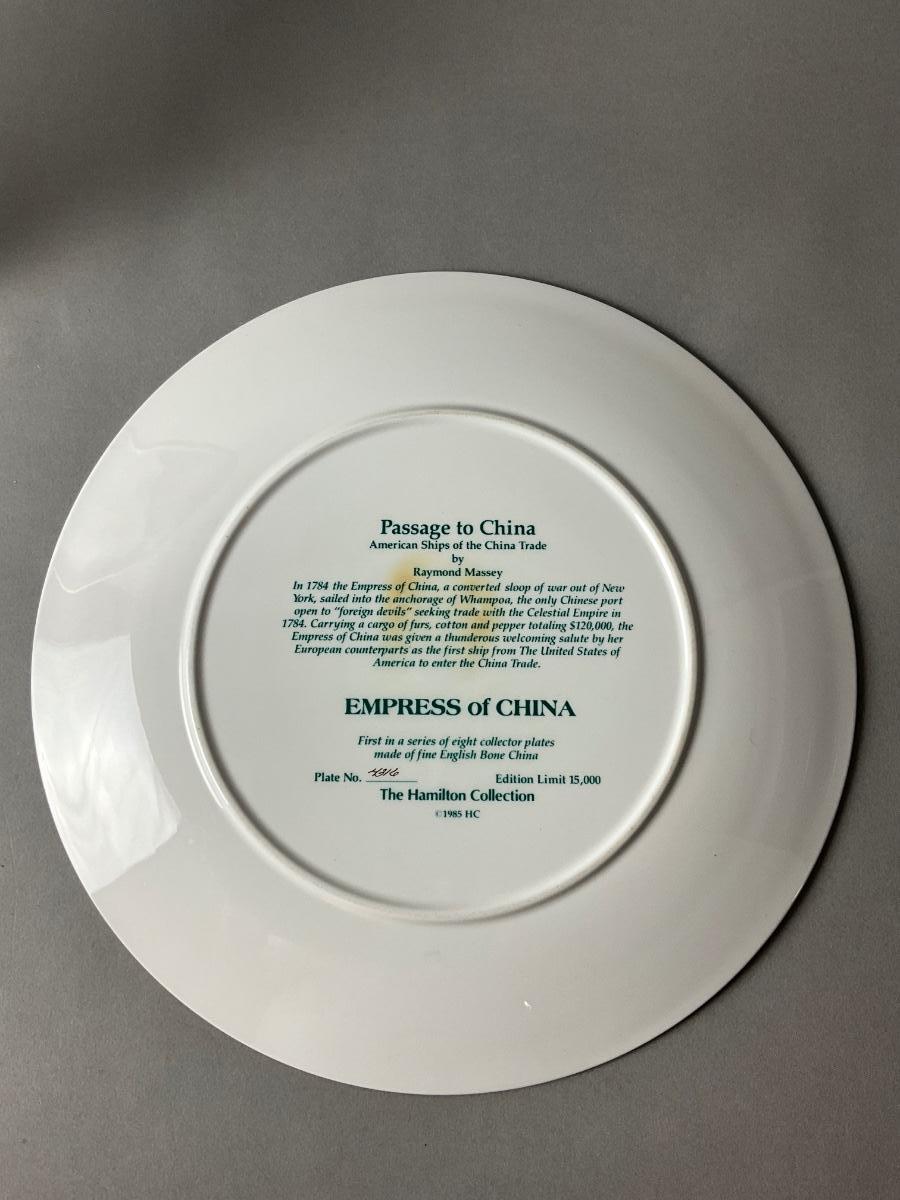 Passage to China
American Ships of the China Trade
by
Raymond Massey
In 1784 the Empress of China, a converted sloop of war out of New
York, sailed into the anchorage of Whampoa, the only Chinese port
open to "foreign devils" seeking trade with the Celestial Empire in
1784. Carrying a cargo of furs, cotton and pepper totaling $120,000, the
Empress of China was given a thunderous welcoming salute by her
European counterparts as the first ship from The United States of
America to enter the China Trade.
EMPRESS of CHINA
First in a series of eight collector plates
made of fine English Bone China
Plate No. Edition Limit 15,000
The Hamilton Collection
©1985 HC